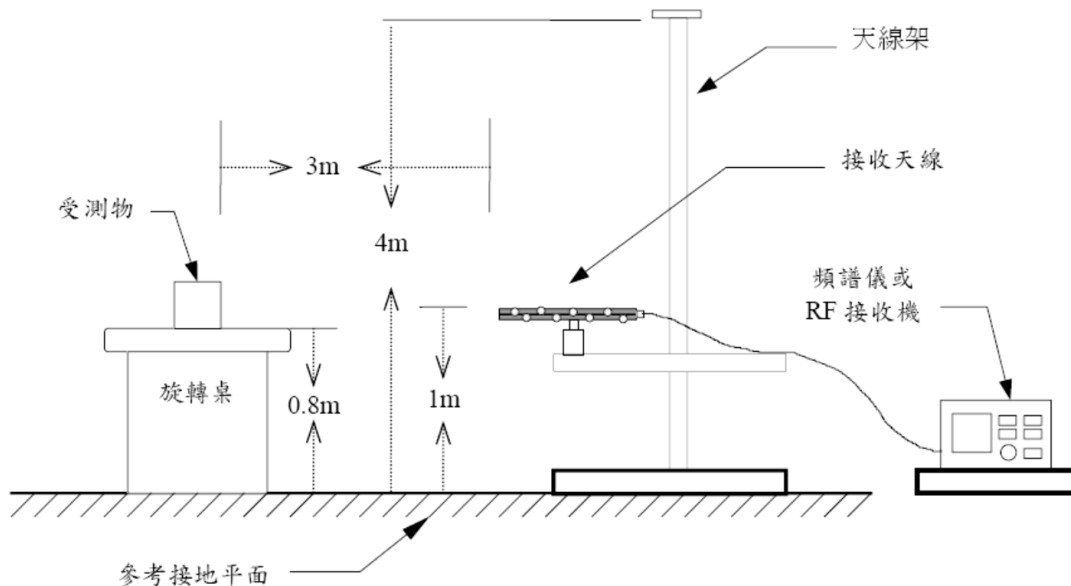 天線架
3m
接收天線
受測物
4m
頻譜儀或
RF 接收機
旋轉桌
0.8m
1m
參考接地平面